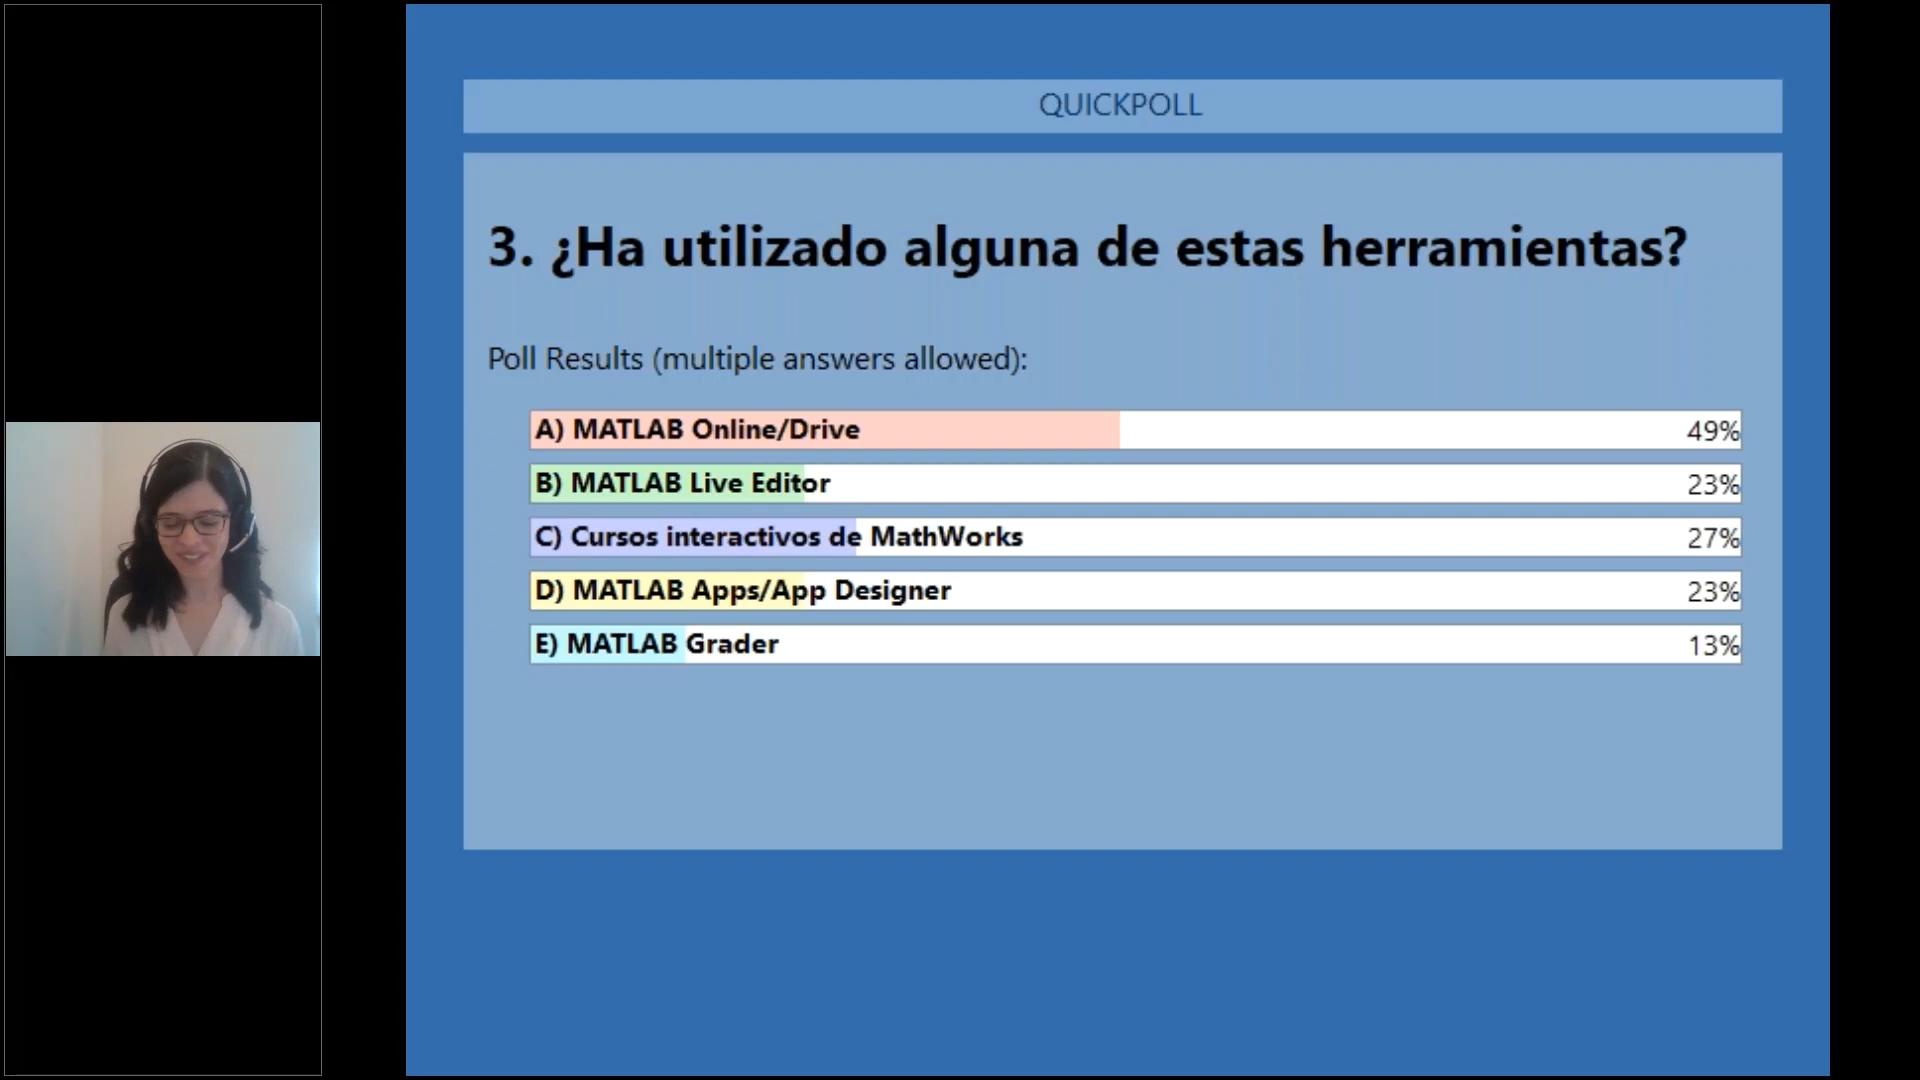 QUICKPOLL
3. ¿Ha utilizado alguna de estas herramientas?
Poll Results (multiple answers allowed):
A) MATLAB Online/Drive 49%
B) MATLAB Live Editor 23%
C) Cursos interactivos de MathWorks 27%
D) MATLAB Apps/App Designer 23%
E) MATLAB Grader 13%